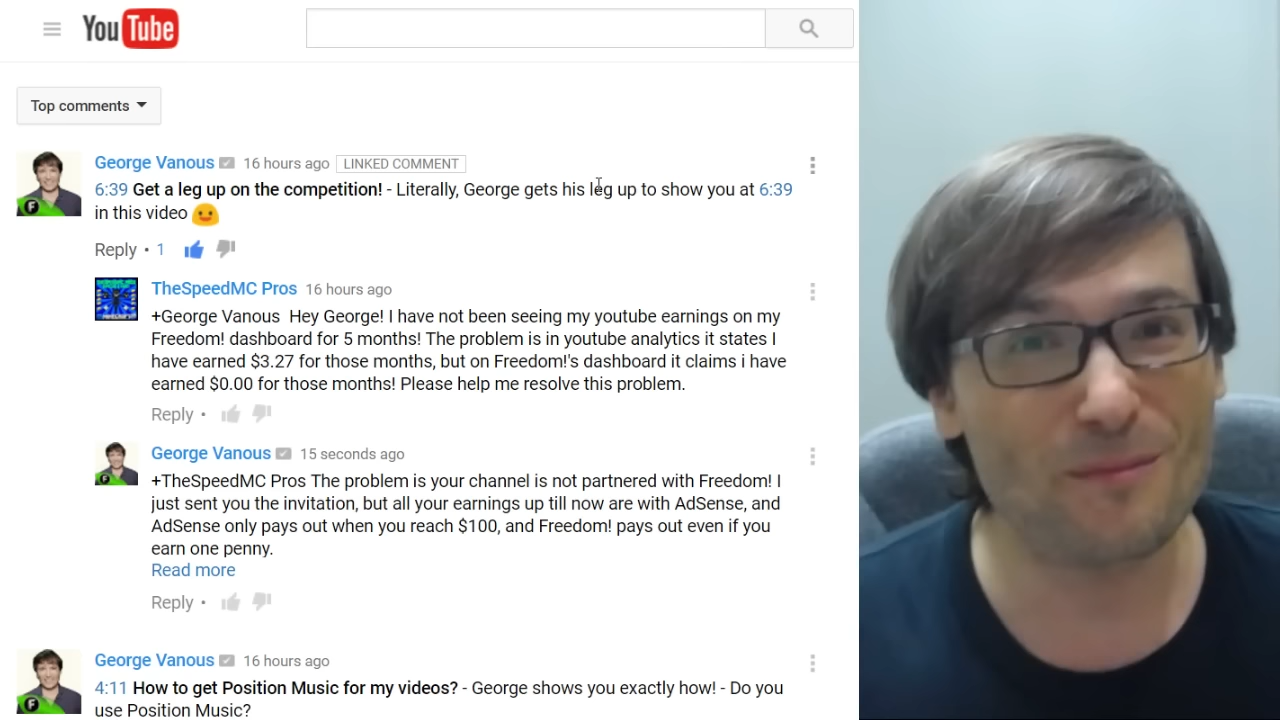 YouTube
Top comments
George Vanous 16 hours ago LINKED COMMENT
6:39 Get a leg up on the competition! - Literally, George gets his leg up to show you at 6:39
in this video
Reply • 1
TheSpeedMC Pros 16 hours ago
+George Vanous Hey George! I have not been seeing my youtube earnings on my
Freedom! dashboard for 5 months! The problem is in youtube analytics it states I
have earned $3.27 for those months, but on Freedom!'s dashboard it claims i have
earned $0.00 for those months! Please help me resolve this problem.
Reply •
George Vanous 15 seconds ago
+TheSpeedMC Pros The problem is your channel is not partnered with Freedom! I
just sent you the invitation, but all your earnings up till now are with AdSense, and
AdSense only pays out when you reach $100, and Freedom! pays out even if you
earn one penny.
Read more
Reply •
George Vanous 16 hours ago
4:11 How to get Position Music for my videos? - George shows you exactly how! - Do you
use Position Music?